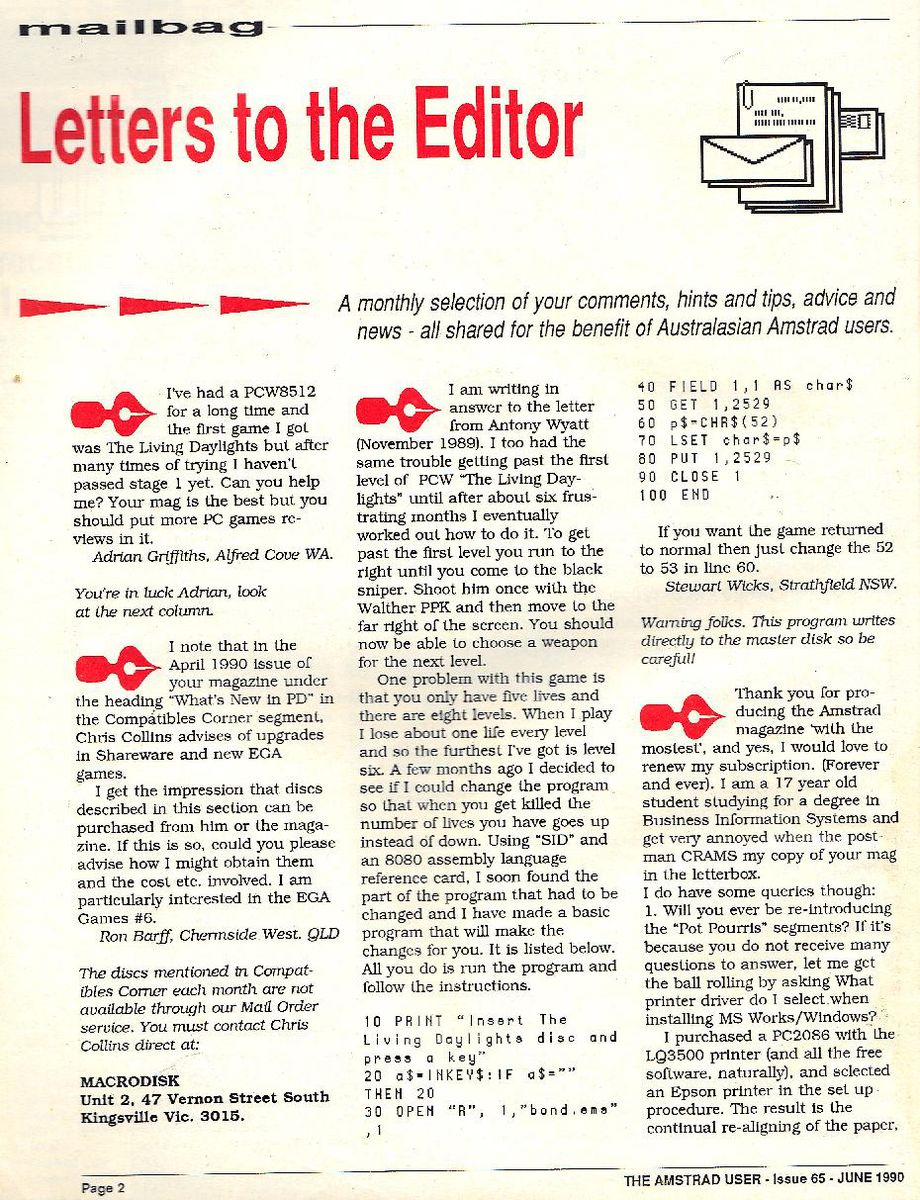 mailbag
Letters to the Editor
A monthly selection of your comments, hints and tips, advice and
news - all shared for the benefit of Australasian Amstrad users.
I've had a PCW8512
for a long time and
the first game I got
was The Living Daylights but after
many times of trying I haven't
passed stage 1 yet. Can you help
me? Your mag is the best but you
should put more PC games re-
views in it.
Adrian Griffiths, Alfred Cove WA.
You're in luck Adrian, look
at the next column.
I note that in the
April 1990 issue of
your magazine under
the heading "What's New in PD" in
the Compatibles Corner segment,
Chris Collins advises of upgrades
in Shareware and new EGA
games.
I get the impression that discs
described in this section can be
purchased from him or the maga-
zine. If this is so, could you please
advise how I might obtain them
and the cost etc. involved. I am
particularly interested in the EGA
Games #6.
Ron Barff, Chermside West. QLD
The discs mentioned in Compat-
ibles Corner each month are not
available through our Mail Order
service. You must contact Chris
Collins direct at:
MACRODISK
Unit 2, 47 Vernon Street South
Kingsville Vic. 3015.
I am writing in
answer to the letter
from Antony Wyatt
(November 1989). I too had the
same trouble getting past the first
level of PCW "The Living Day-
lights" until after about six frus-
trating months I eventually
worked out how to do it. To get
past the first level you run to the
right until you come to the black
sniper. Shoot him once with the
Walther PPK and then move to the
far right of the screen. You should
now be able to choose a weapon
for the next level.
One problem with this game is
that you only have five lives and
there are eight levels. When I play
I lose about one life every level
and so the furthest I've got is level
six. A few months ago I decided to
see if I could change the program
so that when you get killed the
number of lives you have goes up
instead of down. Using "SID" and
an 8080 assembly language
reference card, I soon found the
part of the program that had to be
changed and I have made a basic
program that will make the
changes for you. It is listed below.
All you do is run the program and
follow the instructions.
10 PRINT "Insert The
Living Daylights disc and
press a key"
20 a$=INKEY$:IF a$=""
THEN 20
30 OPEN "R", 1,"bond.ems"
,1
40 FIELD 1,1 AS char$
50 GET 1,2529
60 p$=CHR$(52)
70 LSET char$=p$
80 PUT 1,2529
90 CLOSE 1
100 END
If you want the game returned
to normal then just change the 52
to 53 in line 60.
Stewart Wicks, Strathfield NSW.
Warning folks. This program writes
directly to the master disk so be
careful!
Thank you for pro-
ducing the Amstrad
magazine 'with the
mostest', and yes, I would love to
renew my subscription. (Forever
and ever). I am a 17 year old
student studying for a degree in
Business Information Systems and
get very annoyed when the post-
man CRAMS my copy of your mag
in the letterbox.
I do have some queries though:
1. Will you ever be re-introducing
the "Pot Pourris" segments? If it's
because you do not receive many
questions to answer, let me get
the ball rolling by asking What
printer driver do I select when
installing MS Works/Windows?
I purchased a PC2086 with the
LQ3500 printer (and all the free
software, naturally), and selected
an Epson printer in the set up
procedure. The result is the
continual re-aligning of the paper,
Page 2
THE AMSTRAD USER - Issue 65 - JUNE 1990